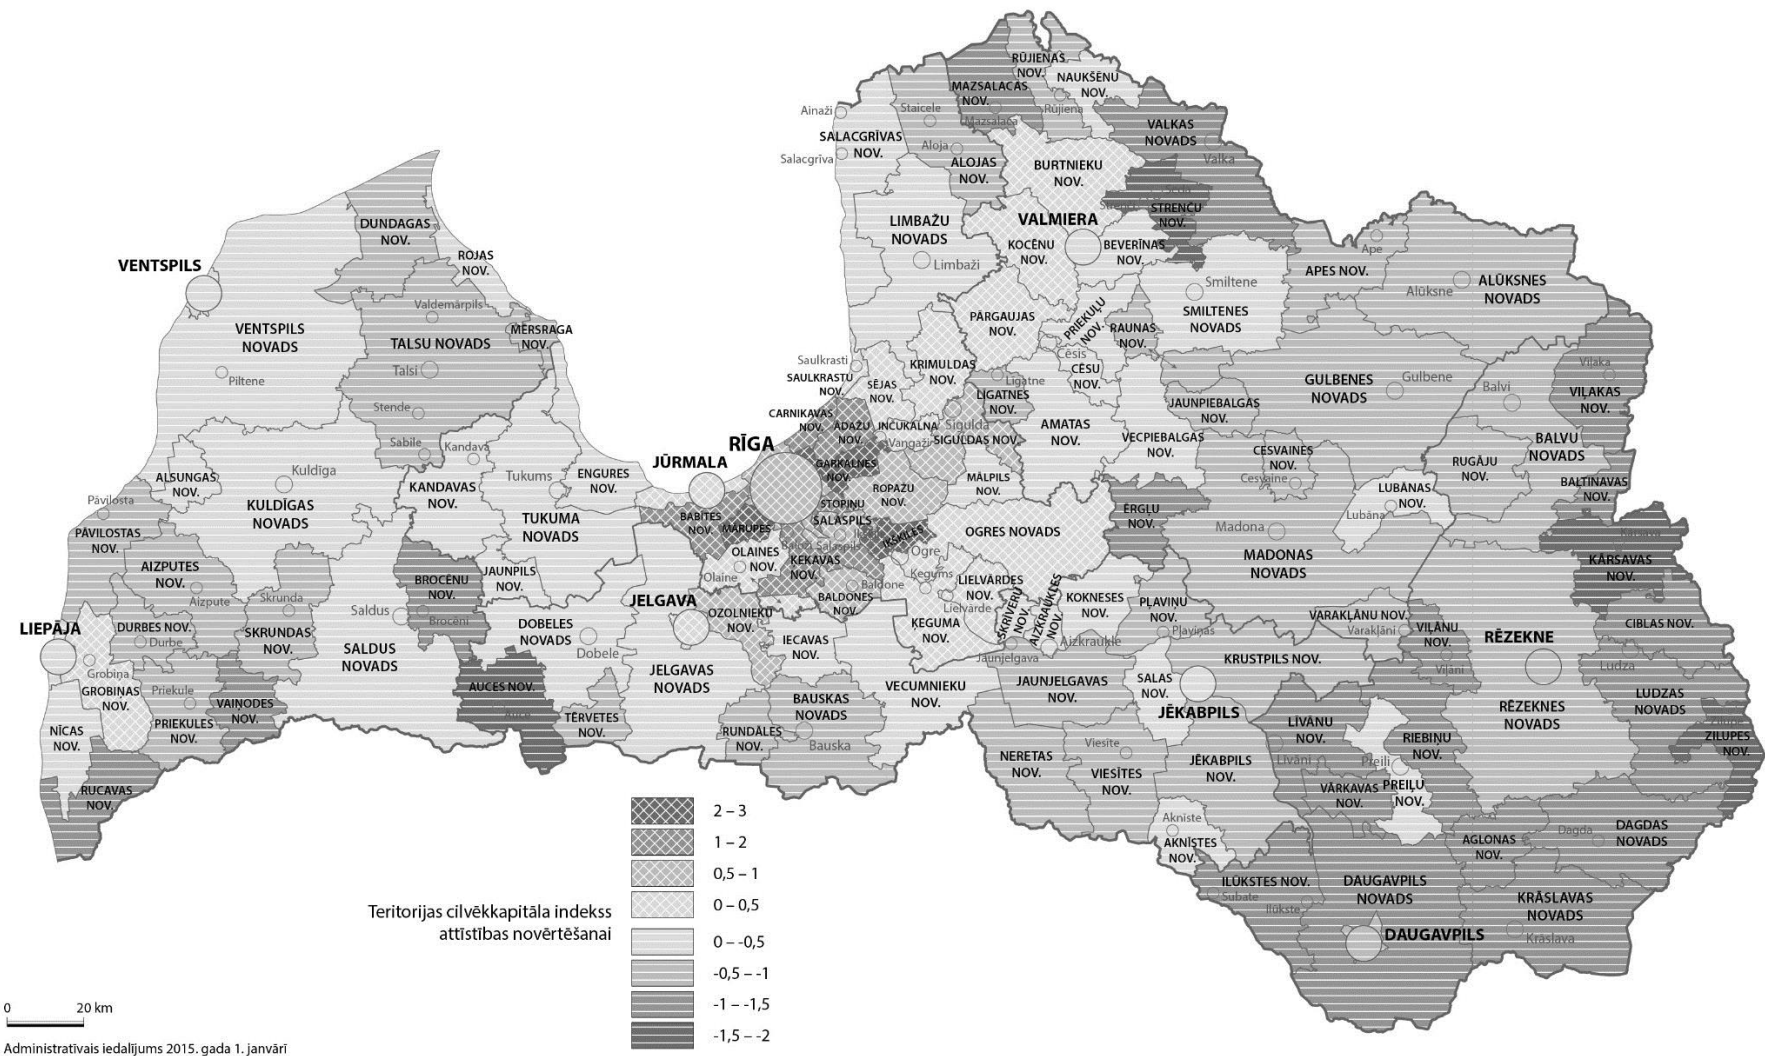 RŪJIENAS
NOV.
NAUKŠĒNU
NOV.
MAZSALACAS
NOV.
Ainaži
Staicele
Rūjiena
Mazsalaca
VALKAS
NOVADS
Valka
SALACGRĪVAS
NOV.
Salacgrīva
Aloja
ALOJAS
NOV.
BURTNIEKU
NOV.
Seda
STRENČU
NOV.
VALMIERA
DUNDAGAS
NOV.
LIMBAŽU
NOVADS
Limbaži
KOCĒNU
NOV.
BEVERĪNAS
NOV.
Ape
APES NOV.
ROJAS
NOV.
VENTSPILS
Smiltene
SMILTENES
NOVADS
Alūksne
ALŪKSNES
NOVADS
Valdemārpils
VENTSPILS
NOVADS
TALSU NOVADS
MĒRSRAGA
NOV.
PĀRGAUJAS
NOV.
PRIEKUĻU
NOV.
RAUNAS
NOV.
Piltene
Talsi
Saulkrasti
SAULKRASTU
NOV.
SĒJAS
NOV.
KRIMULDAS
NOV.
Cēsis
CĒSU
NOV.
Līgatne
LĪGATNES
NOV.
GULBENES
NOVADS
Gulbene
Balvi
Viļaka
VIĻAKAS
NOV.
Stende
Sabile
Kandava
CARNIKAVAS
NOV.
ĀDAŽU
NOV.
INČUKALNA
Vangaži
Sigulda
SIGULDAS NOV.
AMATAS
NOV.
JAUNPIEBALGAS
NOV.
VECPIEBALGAS
NOV.
BALVU
NOVADS
RĪGA
JŪRMALA
GARKALNES
NOV.
CESVAINES
NOV.
Cesvaine
RUGĀJU
NOV.
BALTINAVAS
NOV.
ALSUNGAS
NOV.
Kuldīga
KULDĪGAS
NOVADS
KANDAVAS
NOV.
Tukums
ENGURES
NOV.
TUKUMA
NOVADS
ROPAŽU
NOV.
MĀLPILS
NOV.
LUBĀNAS
NOV.
Lubāna
Pāvilosta
PĀVILOSTAS
NOV.
BABĪTES
NOV.
MĀRUPES
STOPIŅU
SALASPILS
IKŠĶILES
OGRES NOVADS
ĒRGĻU
NOV.
Madona
MADONAS
NOVADS
Kārsava
KĀRSAVAS
NOV.
AIZPUTES
NOV.
Aizpute
OLAINES
NOV.
Olaine
ĶEKAVAS
NOV.
Ogre
Ķegums
BROCĒNU
NOV.
Brocēni
JAUNPILS
NOV.
Baldone
BALDONES
NOV.
LIELVĀRDES
NOV.
Lielvārde
SKRĪVERU
NOV.
AIZKRAUKLES
NOV.
KOKNESES
NOV.
PĻAVIŅU
NOV.
Pļaviņas
VARAKĻĀNU NOV.
Varakļāni
VIĻĀNU
NOV.
Viļāni
RĒZEKNE
CIBLAS NOV.
Skrunda
SKRUNDAS
NOV.
Saldus
SALDUS
NOVADS
JELGAVA
OZOLNIEKU
NOV.
DOBELES
NOVADS
Dobele
IECAVAS
NOV.
ĶEGUMA
NOV.
Jaunjelgava
Aizkraukle
KRUSTPILS NOV.
Ludza
LIEPĀJA
DURBES NOV.
Durbe
Grobiņa
GROBIŅAS
NOV.
Priekule
PRIEKULES
NOV.
VAIŅODES
NOV.
AUCES NOV.
Auce
TĒRVETES
NOV.
JELGAVAS
NOVADS
RUNDĀLES
NOV.
BAUSKAS
NOVADS
Bauska
VECUMNIEKU
NOV.
JAUNJELGAVAS
NOV.
SALAS
NOV.
JĒKABPILS
LUDZAS
NOVADS
RĒZEKNES
NOVADS
Zilupe
ZILUPES
NOV.
NĪCAS
NOV.
RUCAVAS
NOV.
NERETAS
NOV.
Viesīte
VIESĪTES
NOV.
JĒKABPILS
NOV.
LĪVĀNU
NOV.
Līvāni
RIEBIŅU
NOV.
Preiļi
PREIĻU
NOV.
VĀRKAVAS
NOV.
Akniste
AKNĪSTES
NOV.
AGLONAS
NOV.
Dagda
DAGDAS
NOVADS
ILŪKSTES NOV.
Subate
Ilūkste
DAUGAVPILS
NOVADS
DAUGAVPILS
KRĀSLAVAS
NOVADS
Krāslava
Teritorijas cilvēkkapitāla indekss
attīstības novērtēšanai
2 – 3
1 – 2
0,5 – 1
0 – 0,5
0 – -0,5
-0,5 – -1
-1 – -1,5
-1,5 – -2
0 20 km
Administratīvais iedalījums 2015. gada 1. janvārī